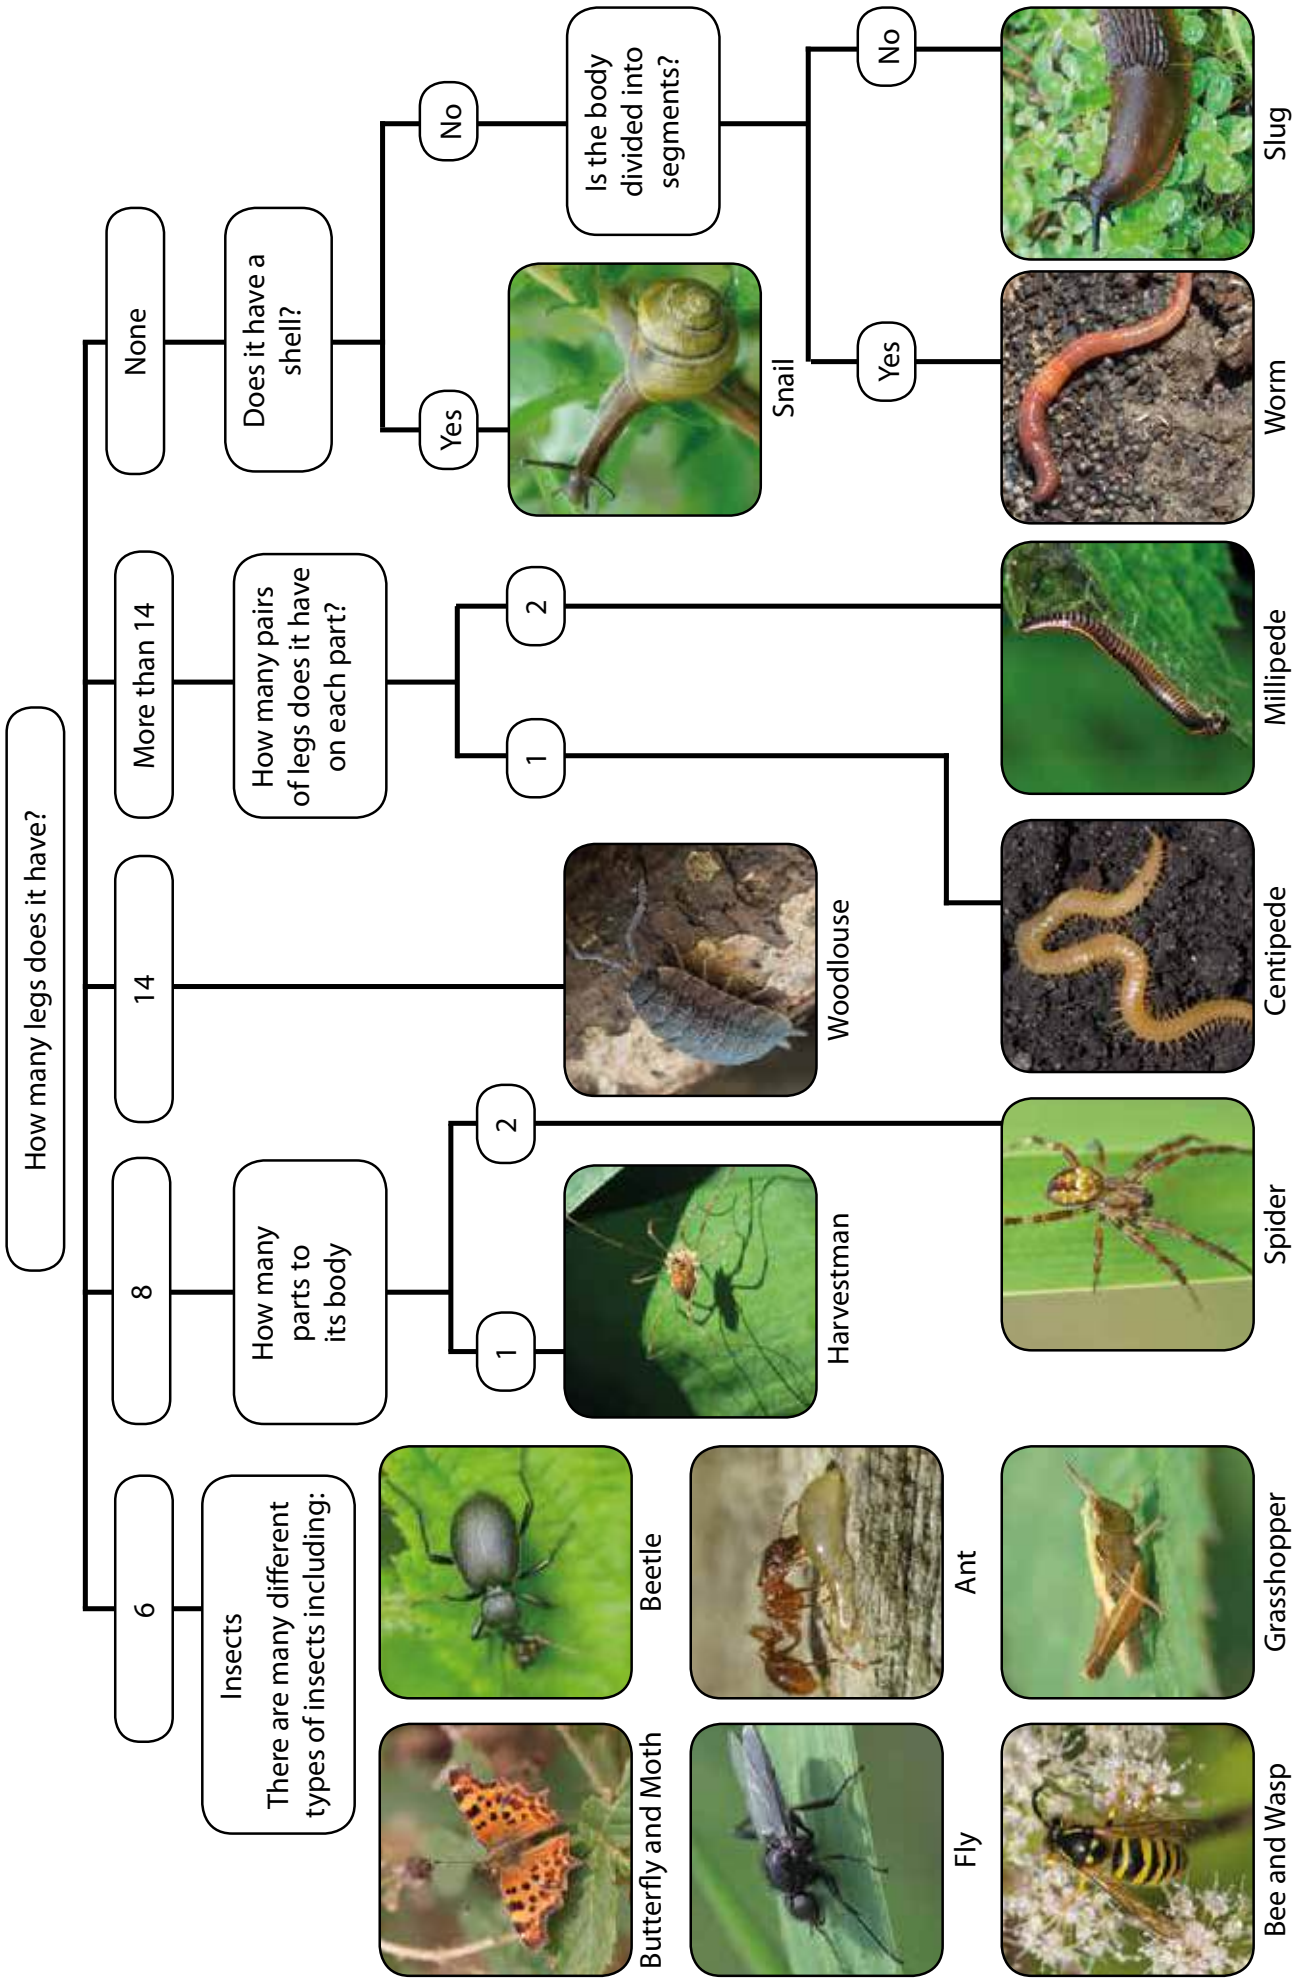 How many legs does it have?
6
8
14
More than 14
None
Insects
There are many different
types of insects including:
How many
parts to
its body
How many pairs
of legs does it have
on each part?
Does it have a
shell?
1
2
1
2
Yes
No
Is the body
divided into
segments?
Yes
No
Butterfly and Moth
Beetle
Fly
Ant
Bee and Wasp
Grasshopper
Harvestman
Spider
Woodlouse
Centipede
Millipede
Snail
Worm
Slug